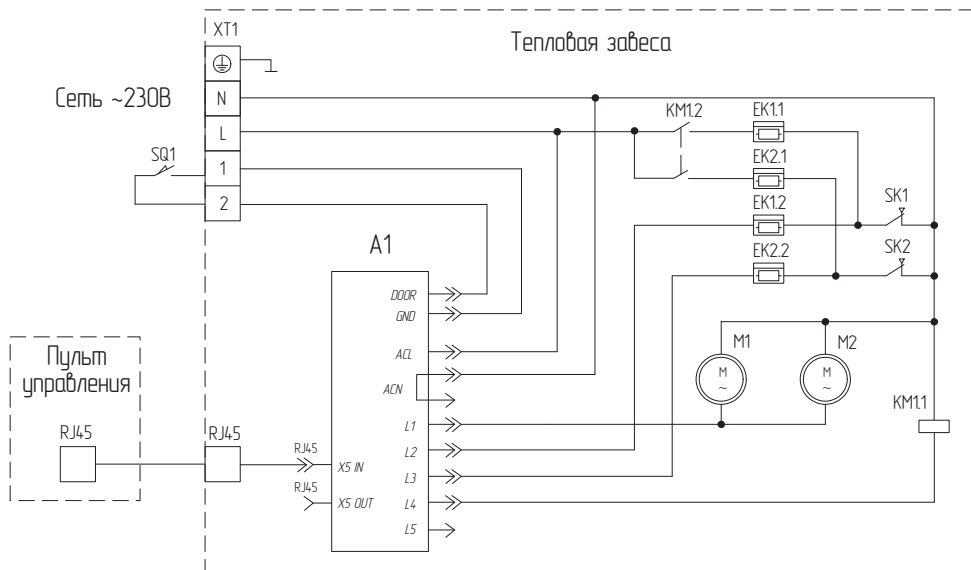 XT1
Тепловая завеса
Сеть ~230В
N
L
1
2
SQ1
KM1.2
EK1.1
EK2.1
EK1.2
EK2.2
SK1
SK2
A1
DOOR
GND
ACL
ACN
L1
L2
L3
L4
L5
X5 IN
X5 OUT
RJ45
RJ45
Пульт
управления
RJ45
RJ45
M1
M
~
M2
M
~
KM1.1